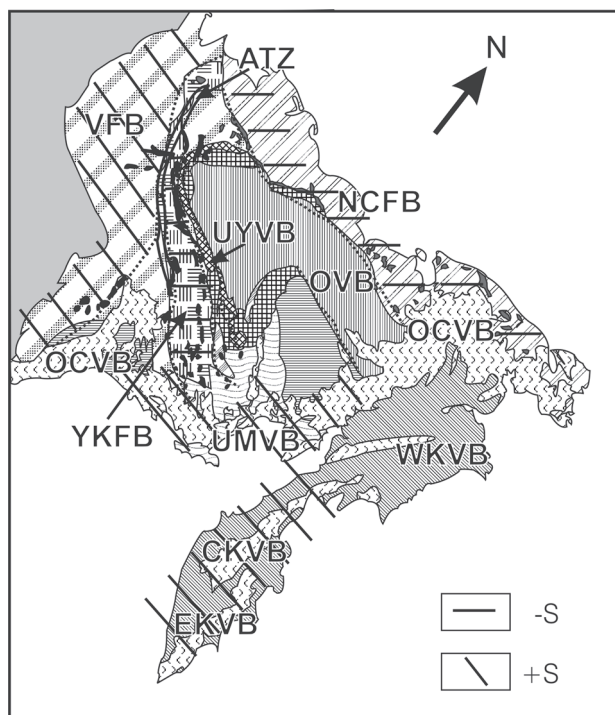 N
ATZ
VFB
NCFB
UYVB
OVB
OCVB
OCVB
YKFB
UMVB
WKVB
CKVB
EKVB
-S
+S